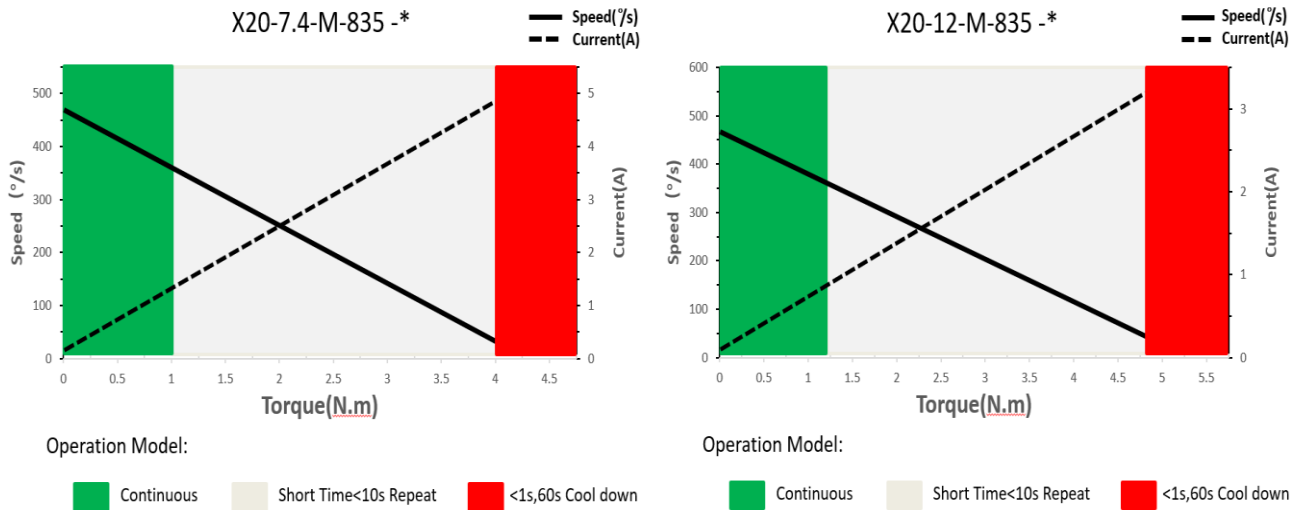 X20-7.4-M-835 -*
Speed(°/s)
Current(A)
500
400
300
200
100
0
Speed (°/s)
5
4
3
2
1
0
Current(A)
0 0.5 1 1.5 2 2.5 3 3.5 4 4.5
Torque(N.m)
Operation Model:
Continuous Short Time<10s Repeat <1s,60s Cool down
X20-12-M-835 -*
Speed(°/s)
Current(A)
600
500
400
300
200
100
0
Speed (°/s)
3
2
1
0
Current(A)
0 0.5 1 1.5 2 2.5 3 3.5 4 4.5 5 5.5
Torque(N.m)
Operation Model:
Continuous Short Time<10s Repeat <1s,60s Cool down